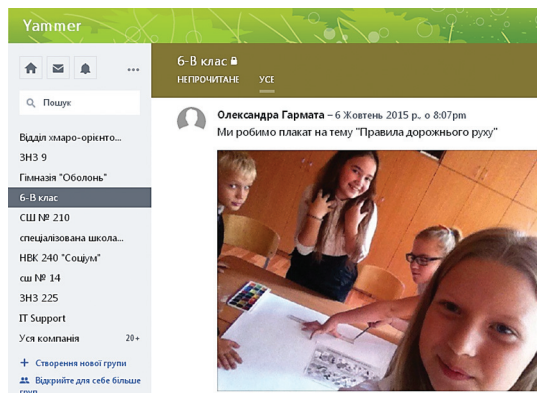 Yammer
6-В клас
НЕПРОЧИТАНЕ УСЕ
Пошук
Відділ хмаро-орієнто...
ЗНЗ 9
Гімназія "Оболонь"
6-В клас
СШ № 210
спеціалізована школа...
НВК 240 "Соціум"
сш № 14
ЗНЗ 225
IT Support
Уся компанія 20+
+ Створення нової групи
Відкрийте для себе більше
груп
Олександра Гармата – 6 Жовтень 2015 р., о 8:07pm
Ми робимо плакат на тему "Правила дорожнього руху"